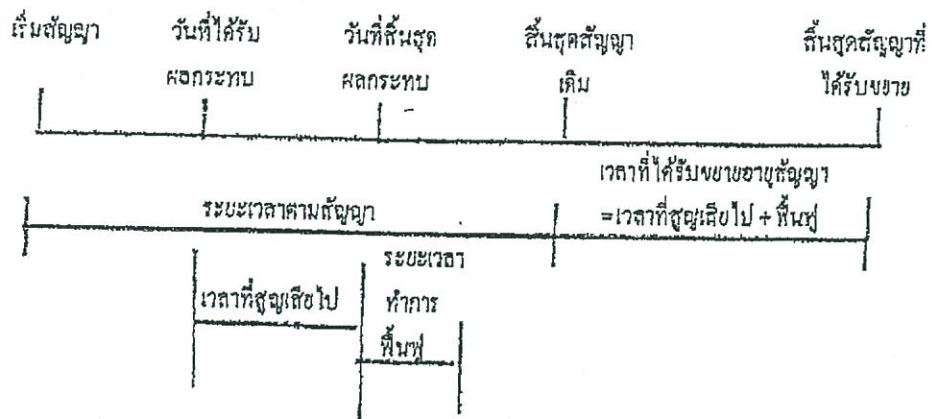 เริ่มสัญญา วันที่ได้รับ วันที่สิ้นสุด สิ้นสุดสัญญา สิ้นสุดสัญญาที่
ผลกระทบ ผลกระทบ เดิม ได้รับขยาย
เวลาที่ได้รับขยายอายุสัญญา
ระยะเวลาตามสัญญา =เวลาที่สูญเสียไป + ฟื้นฟู
ระยะเวลา
เวลาที่สูญเสียไป ทำการ
ฟื้นฟู